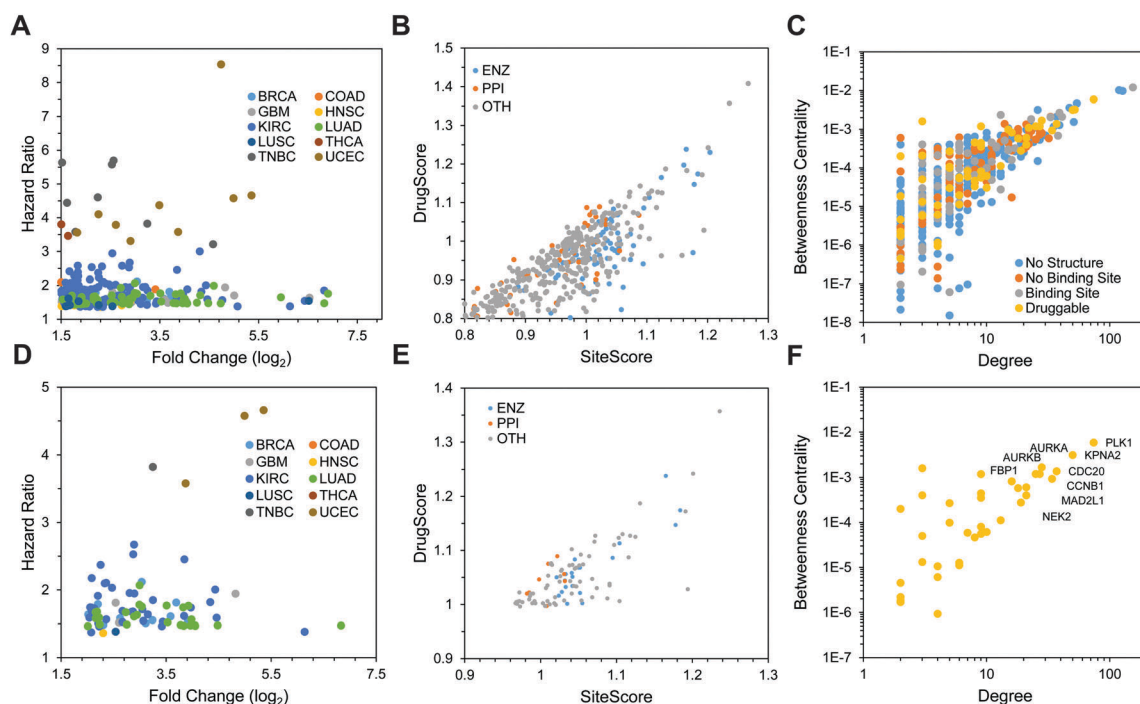 A
9
8
7
6
5
4
3
2
1
1.5
3.5
5.5
7.5
Hazard Ratio
Fold Change (log2)
BRCA
COAD
GBM
HNSC
KIRC
LUAD
LUSC
THCA
TNBC
UCEC
B
1.5
1.4
1.3
1.2
1.1
1
0.9
0.8
0.8
0.9
1
1.1
1.2
1.3
DrugScore
SiteScore
ENZ
PPI
OTH
C
1E-1
1E-2
1E-3
1E-4
1E-5
1E-6
1E-7
1E-8
1
10
100
Betweenness Centrality
Degree
No Structure
No Binding Site
Binding Site
Druggable
D
5
4
3
2
1
1.5
3.5
5.5
7.5
Hazard Ratio
Fold Change (log2)
BRCA
COAD
GBM
HNSC
KIRC
LUAD
LUSC
THCA
TNBC
UCEC
E
1.4
1.3
1.2
1.1
1
0.9
0.9
1
1.1
1.2
1.3
DrugScore
SiteScore
ENZ
PPI
OTH
F
1E-1
1E-2
1E-3
1E-4
1E-5
1E-6
1E-7
1
10
100
Betweenness Centrality
Degree
PLK1
AURKA
KPNA2
AURKB
CDC20
FBP1
CCNB1
MAD2L1
NEK2